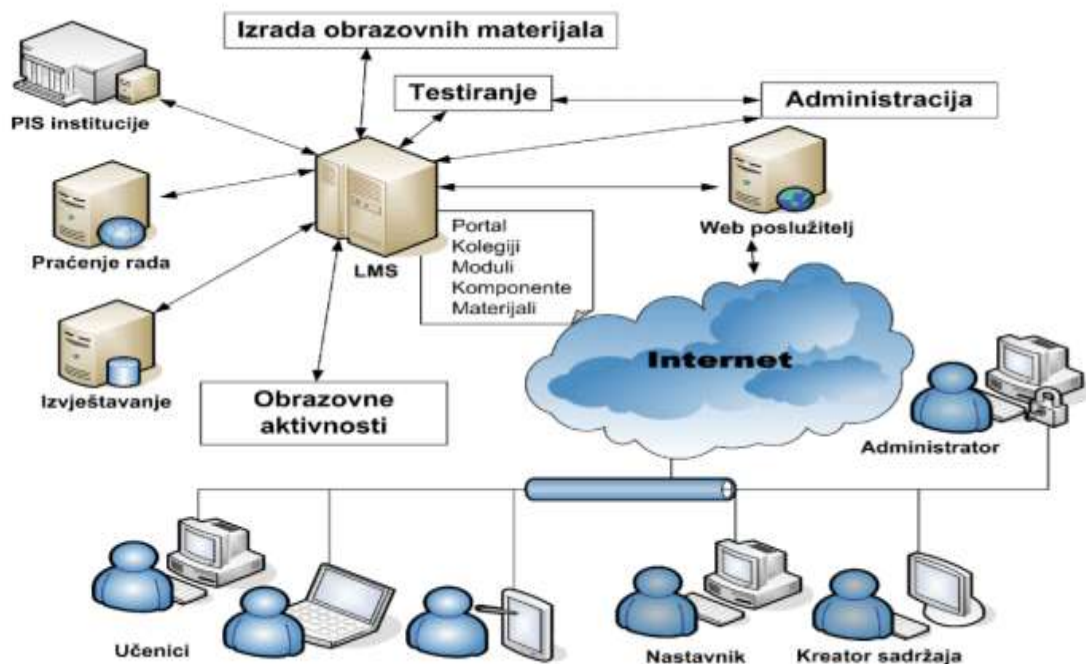 Izrada obrazovnih materijala
Testiranje
Administracija
PIS institucije
Praćenje rada
LMS
Portal
Kolegiji
Moduli
Komponente
Materijali
Web poslužitelj
Izvještavanje
Obrazovne
aktivnosti
Internet
Administrator
Učenici
Nastavnik
Kreator sadržaja